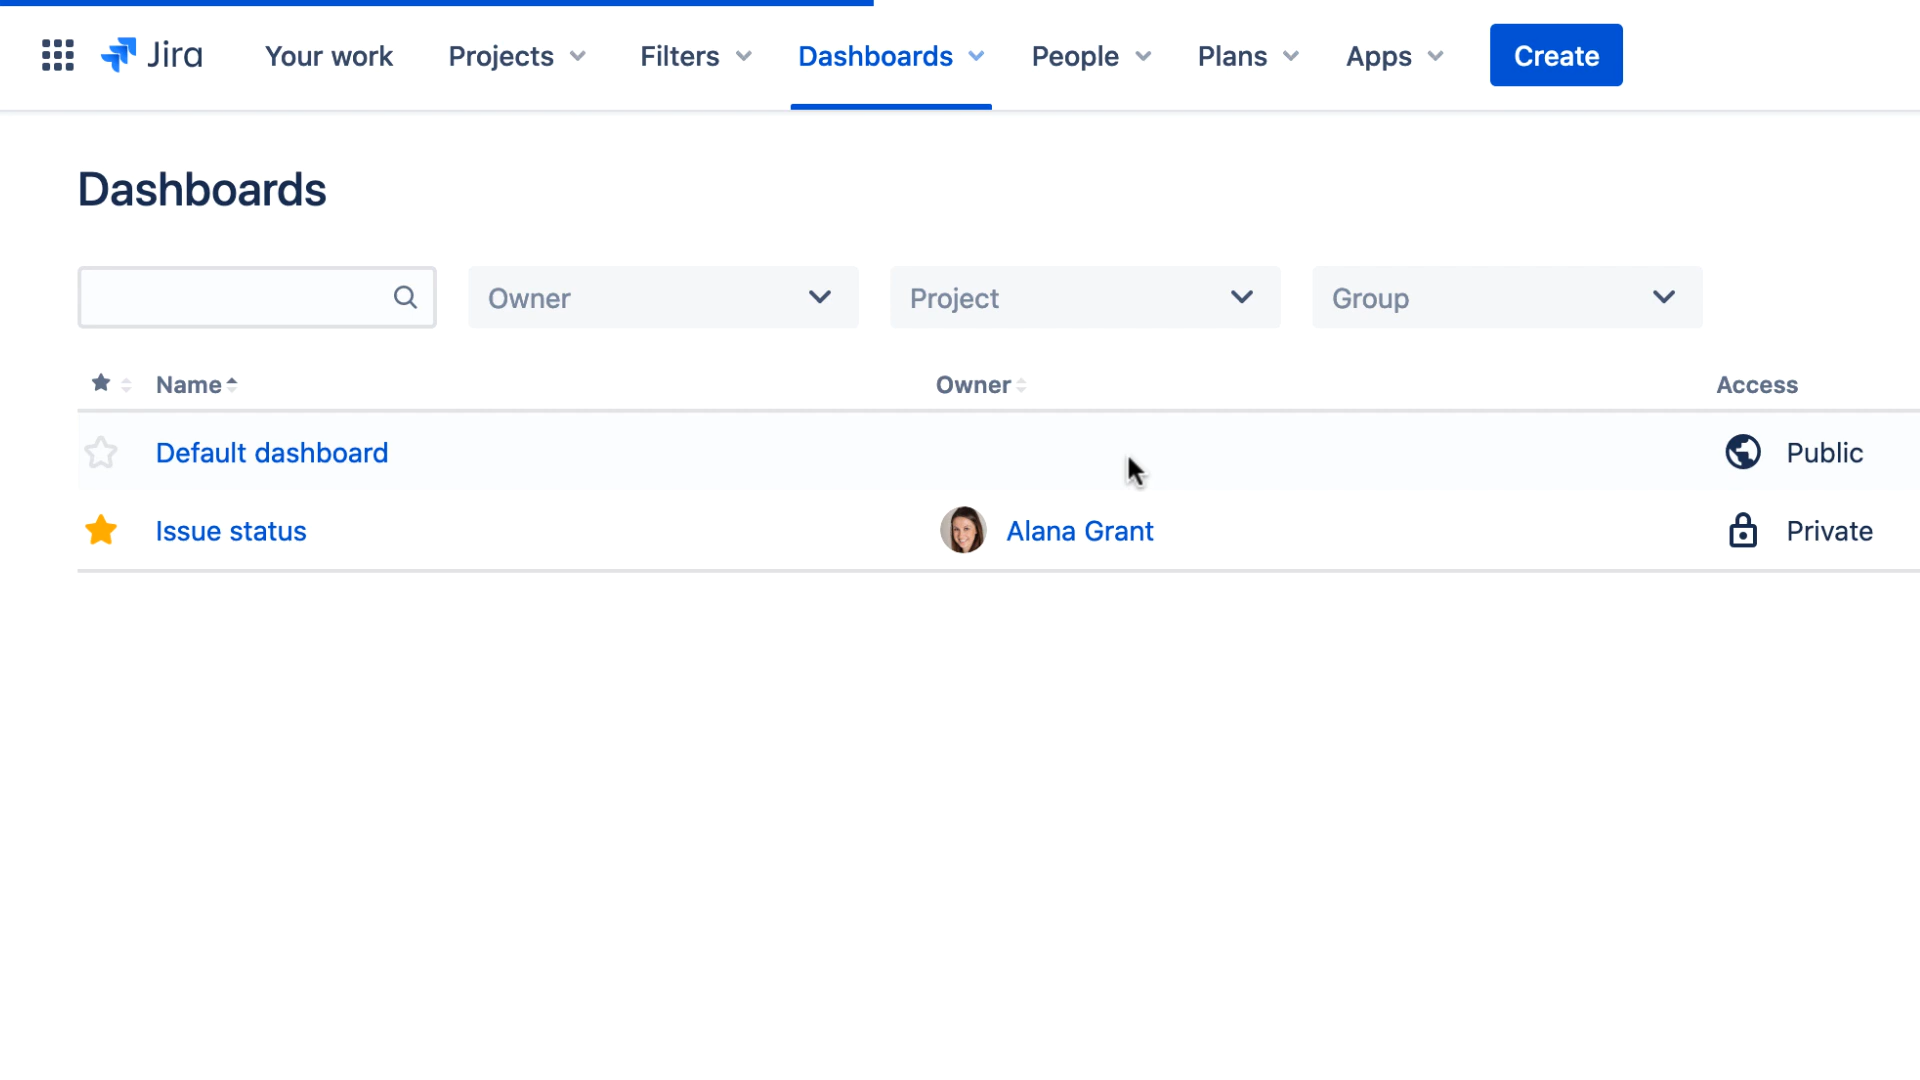 Jira Your work Projects Filters Dashboards People Plans Apps Create
Dashboards
Owner Project Group
Name Owner Access
Default dashboard Public
Issue status Alana Grant Private